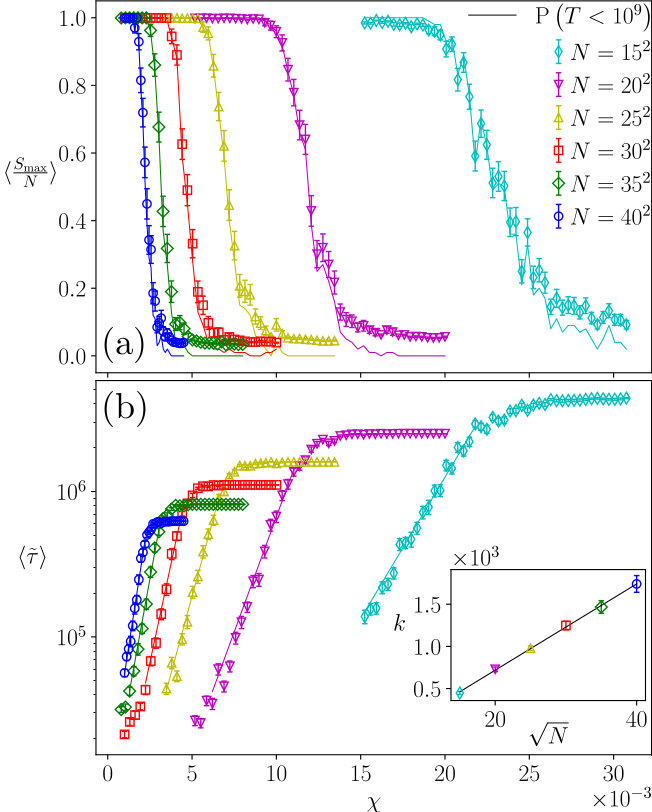 1.0
0.8
0.6
0.4
0.2
0.0
⟨S_max/N⟩
(a)
P (T < 10⁹)
N = 15²
N = 20²
N = 25²
N = 30²
N = 35²
N = 40²
(b)
10⁶
10⁵
⟨τ̃⟩
×10³
k
1.5
1.0
0.5
20
40
√N
0
5
10
15
20
25
30
χ
×10⁻³